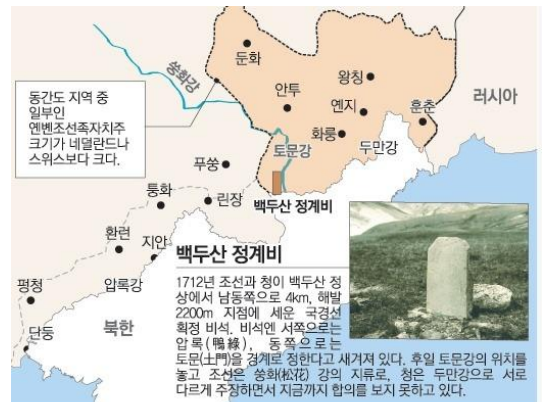 둔화
쑹화강
왕칭
안투
옌지
훈춘
러시아
화룽
토문강
두만강
동간도 지역 중
일부인
옌볜조선족자치주
크기가 네덜란드나
스위스보다 크다.
푸쑹
린장
퉁화
환런
지안
압록강
평청
단둥
북한
백두산 정계비
백두산 정계비
1712년 조선과 청이 백두산 정
상에서 남동쪽으로 4km, 해발
2200m 지점에 세운 국경선
획정 비석. 비석엔 서쪽으로는
압록(鴨綠), 동쪽으로는
토문(土門)을 경계로 정한다고 새겨져 있다. 후일 토문강의 위치를
놓고 조선은 쑹화(松花) 강의 지류로, 청은 두만강으로 서로
다르게 주장하면서 지금까지 합의를 보지 못하고 있다.